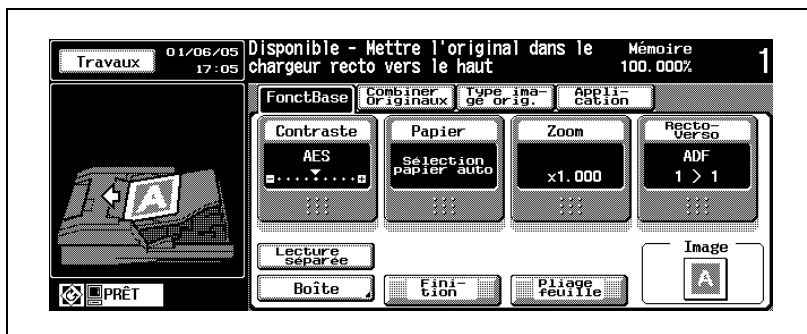 Travaux
01/06/05
17:05
Disponible - Mettre l'original dans le
chargeur recto vers le haut
Mémoire
100.000%
1
FonctBase
Combiner
Originaux
Type ima-
ge orig.
Appli-
cation
Contraste
AES
Papier
Sélection
papier auto
Zoom
x1.000
Recto-
Verso
ADF
1 > 1
A
Lecture
séparée
Boîte
Fini-
tion
Pliage
feuille
Image
A
PRÊT